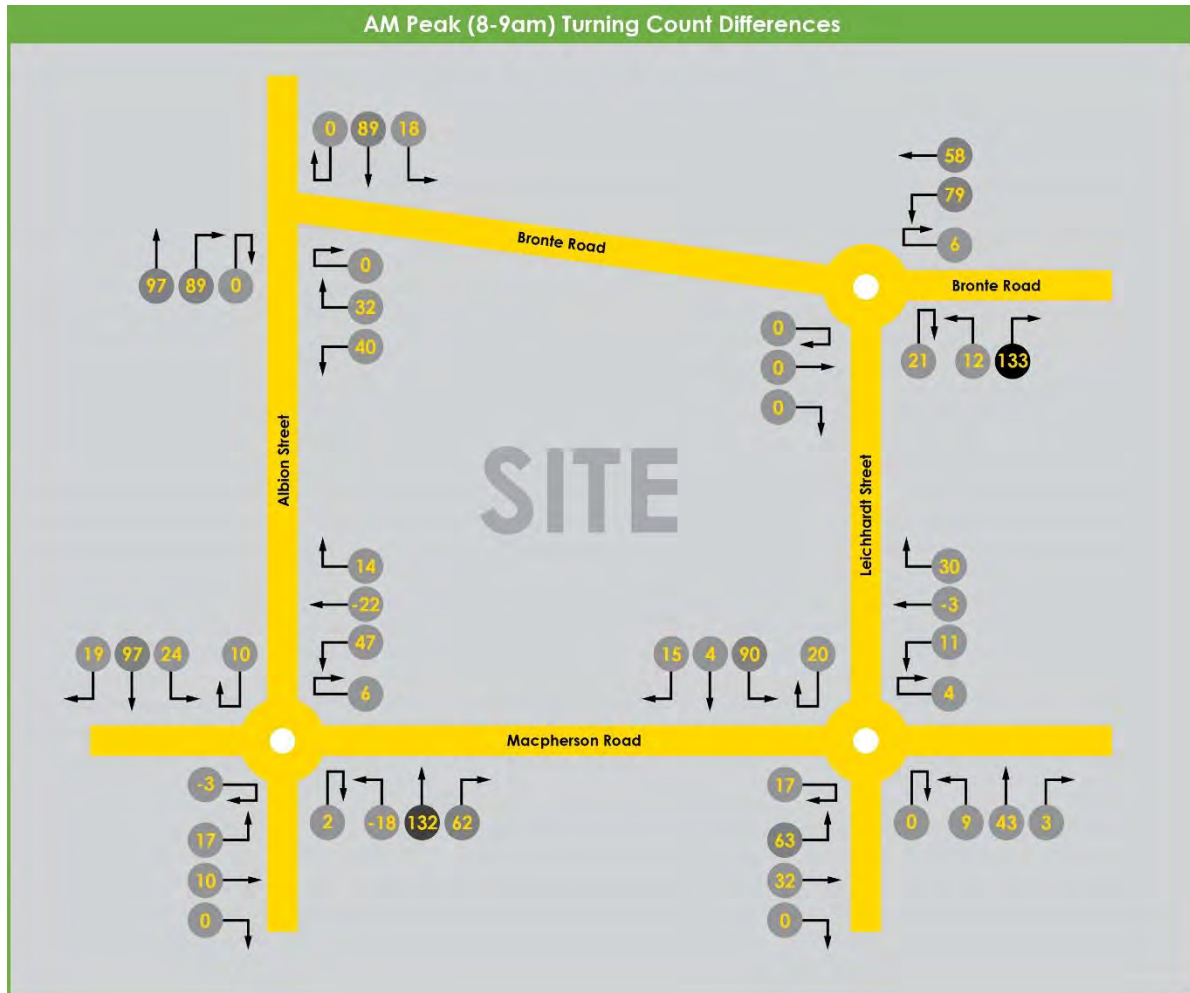 AM Peak (8-9am) Turning Count Differences
0 89 18
58
79
6
97 89 0
0
32
40
Bronte Road
Bronte Road
0
0
0
21 12 133
Albion Street
SITE
Leichhardt Street
14
-22
47
6
30
-3
11
4
19 97 24 10
15 4 90 20
Macpherson Road
-3
17
10
0
2 -18 132 62
17
63
32
0
0 9 43 3